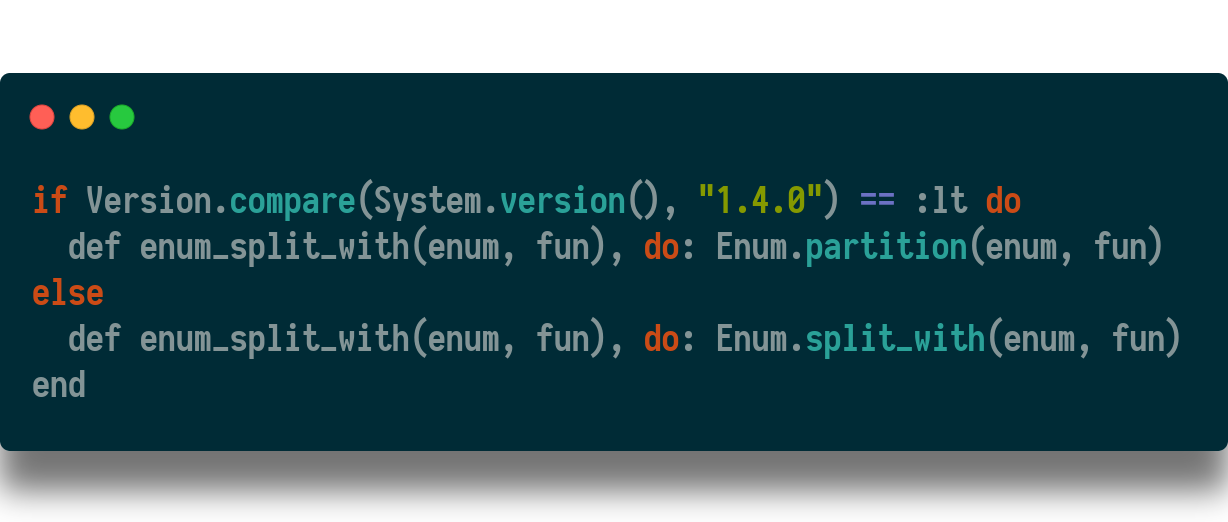 if Version.compare(System.version(), "1.4.0") == :lt do
  def enum_split_with(enum, fun), do: Enum.partition(enum, fun)
else
  def enum_split_with(enum, fun), do: Enum.split_with(enum, fun)
end